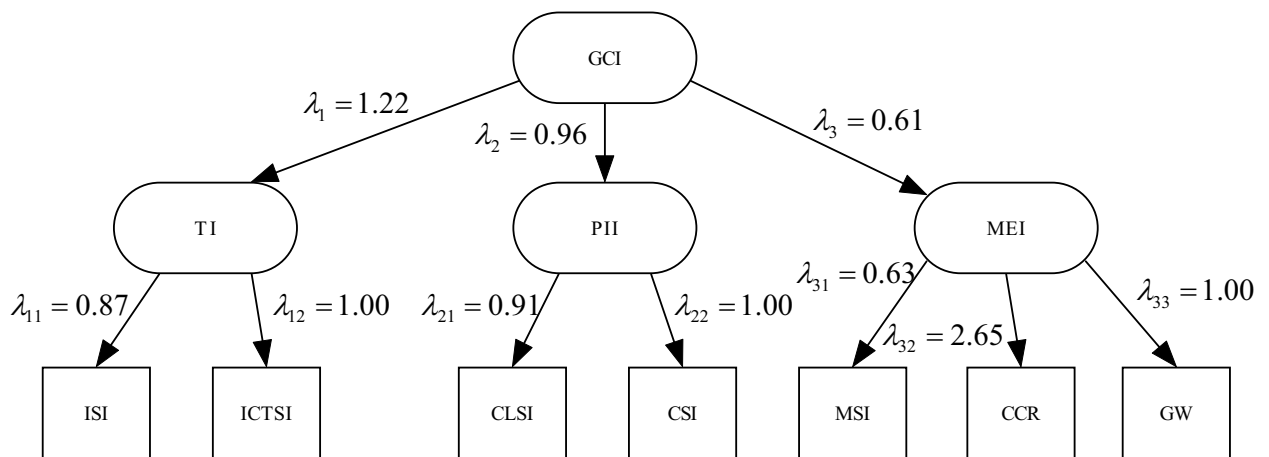 GCI
λ₁ = 1.22
λ₂ = 0.96
λ₃ = 0.61
TI
PII
MEI
λ₁₁ = 0.87
λ₁₂ = 1.00
λ₂₁ = 0.91
λ₂₂ = 1.00
λ₃₁ = 0.63
λ₃₂ = 2.65
λ₃₃ = 1.00
ISI
ICTSI
CLSI
CSI
MSI
CCR
GW